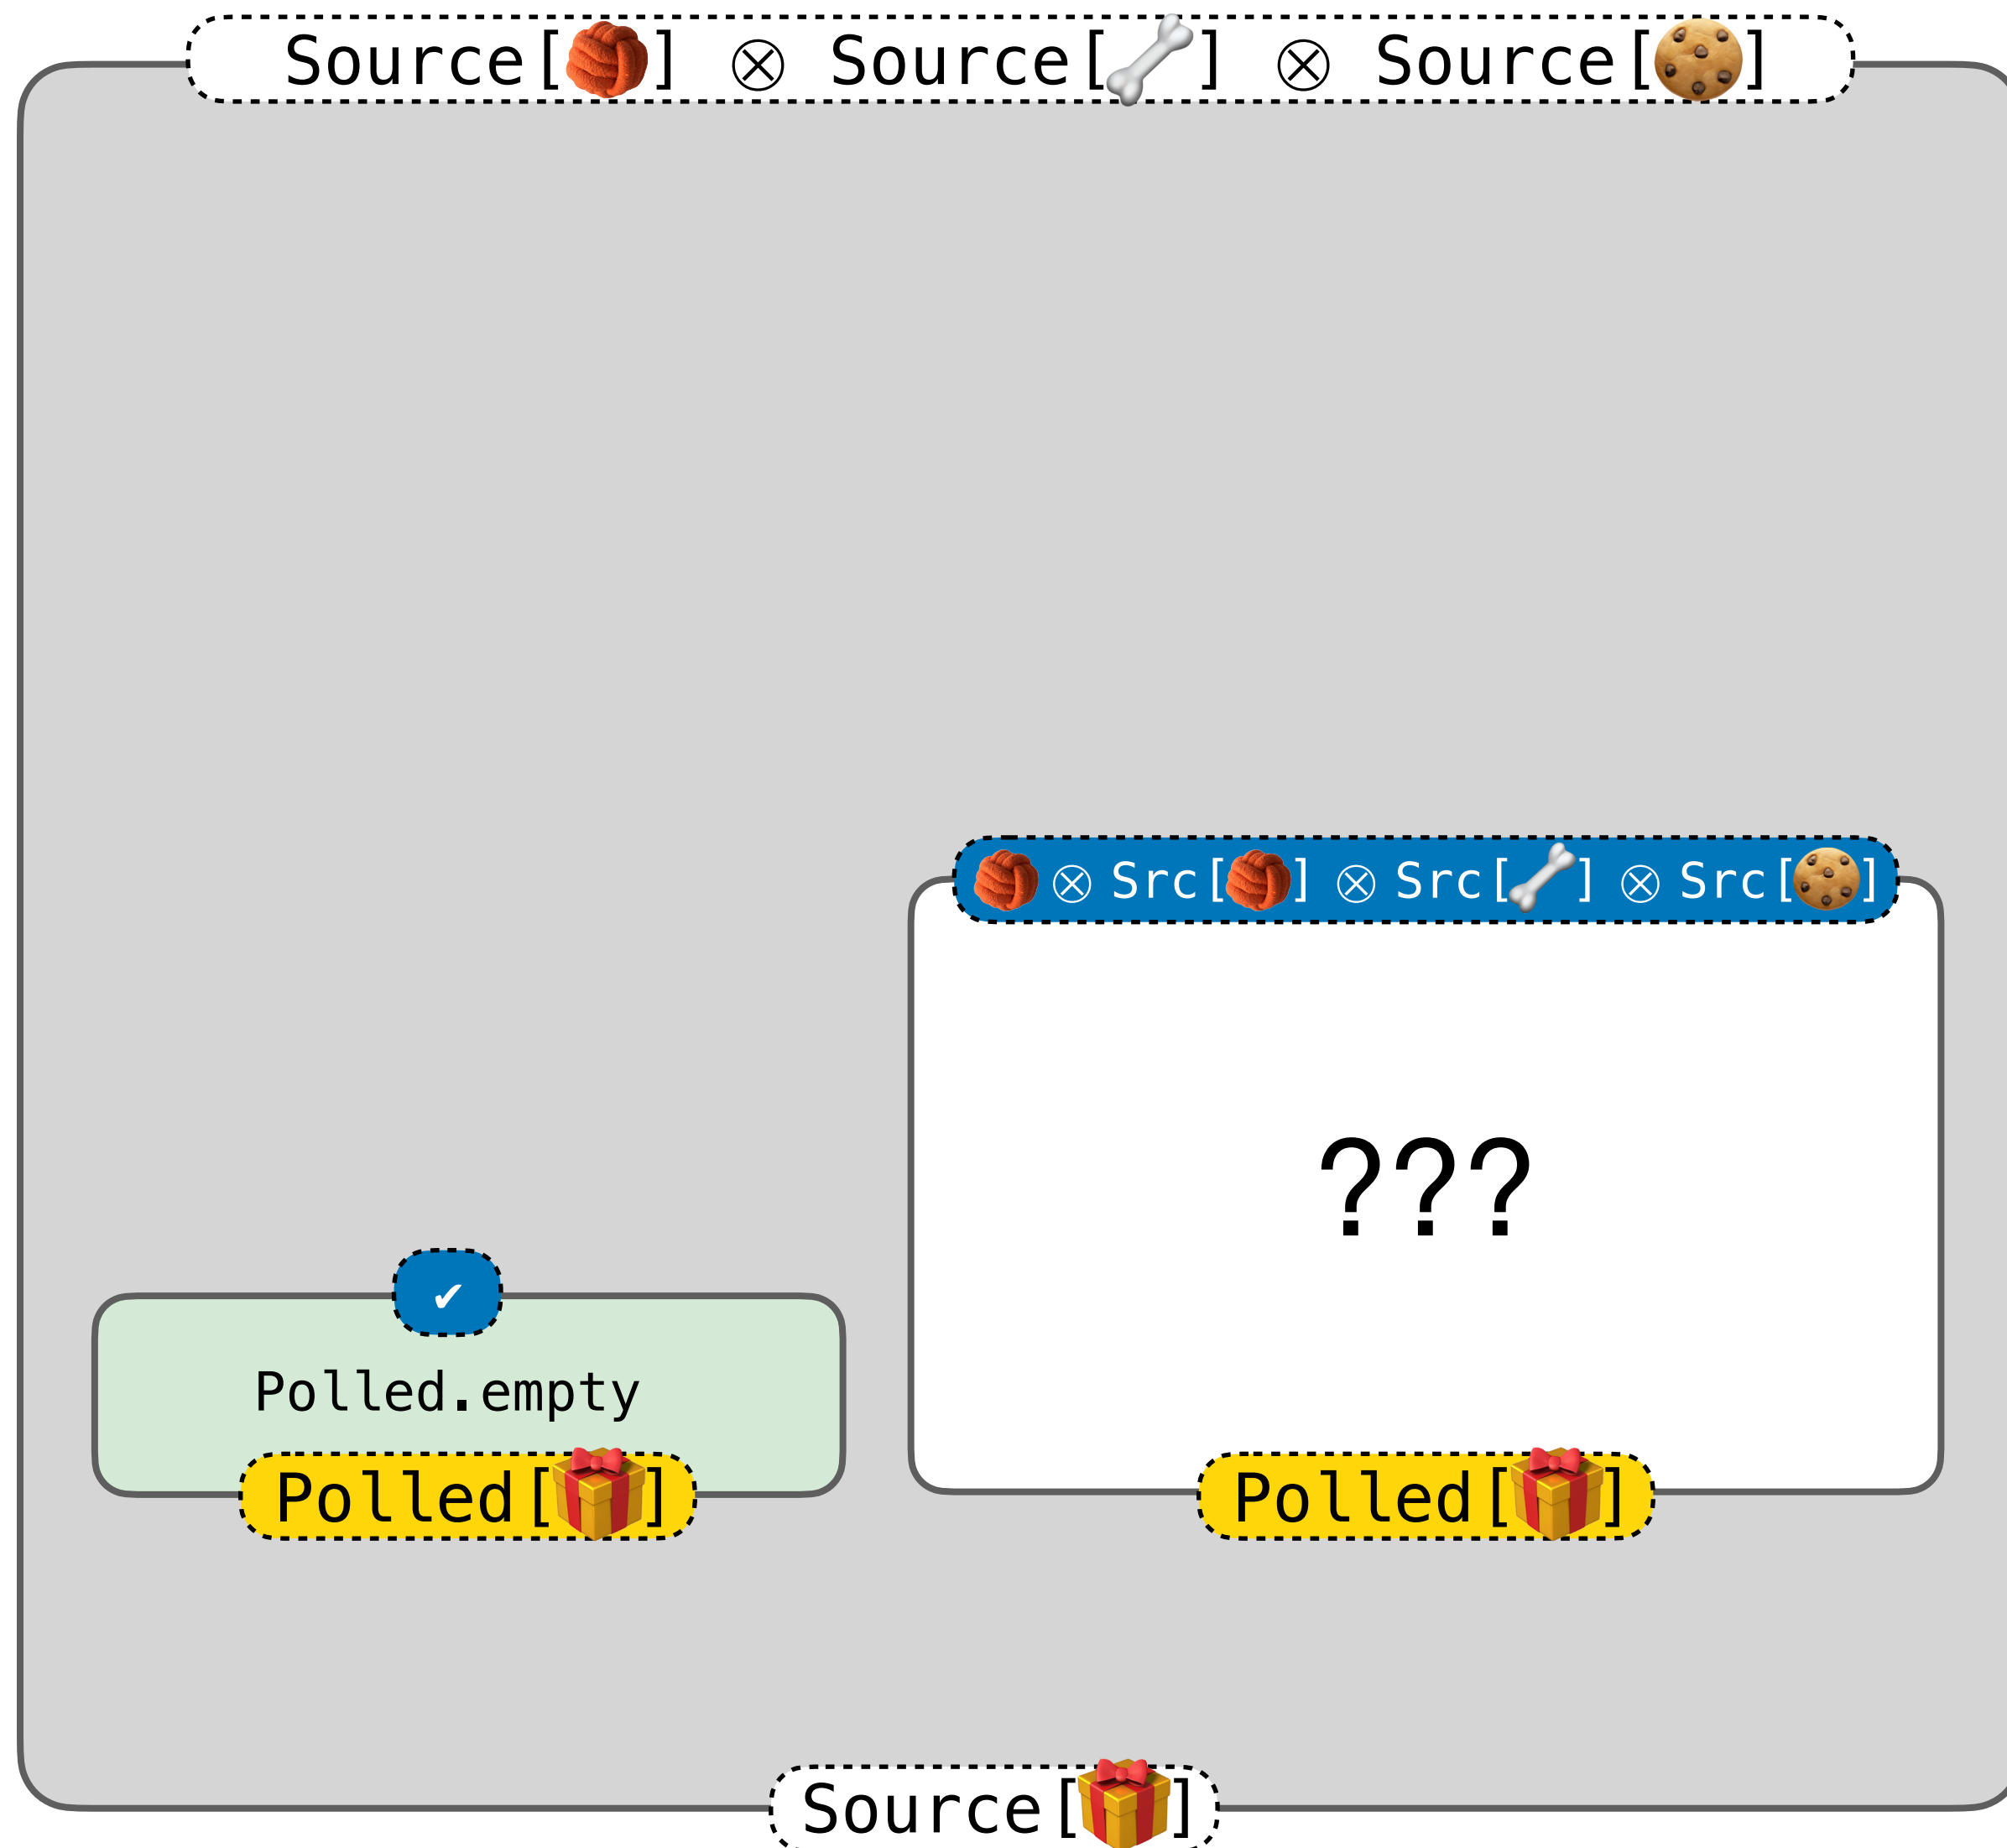 Source[🧶] ⊗ Source[🦴] ⊗ Source[🍪]
🧶 ⊗ Src[🧶] ⊗ Src[🦴] ⊗ Src[🍪]
???
✔
Polled.empty
Polled[🎁] Polled[🎁]
Source[🎁]